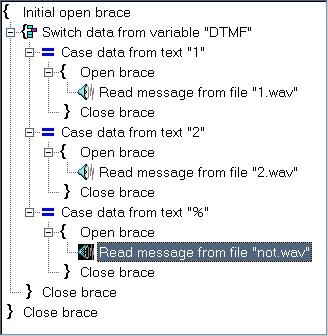 { Initial open brace
{ Switch data from variable "DTMF"
= Case data from text "1"
{ Open brace
Read message from file "1.wav"
} Close brace
= Case data from text "2"
{ Open brace
Read message from file "2.wav"
} Close brace
= Case data from text "%"
{ Open brace
Read message from file "not.wav"
} Close brace
} Close brace
} Close brace